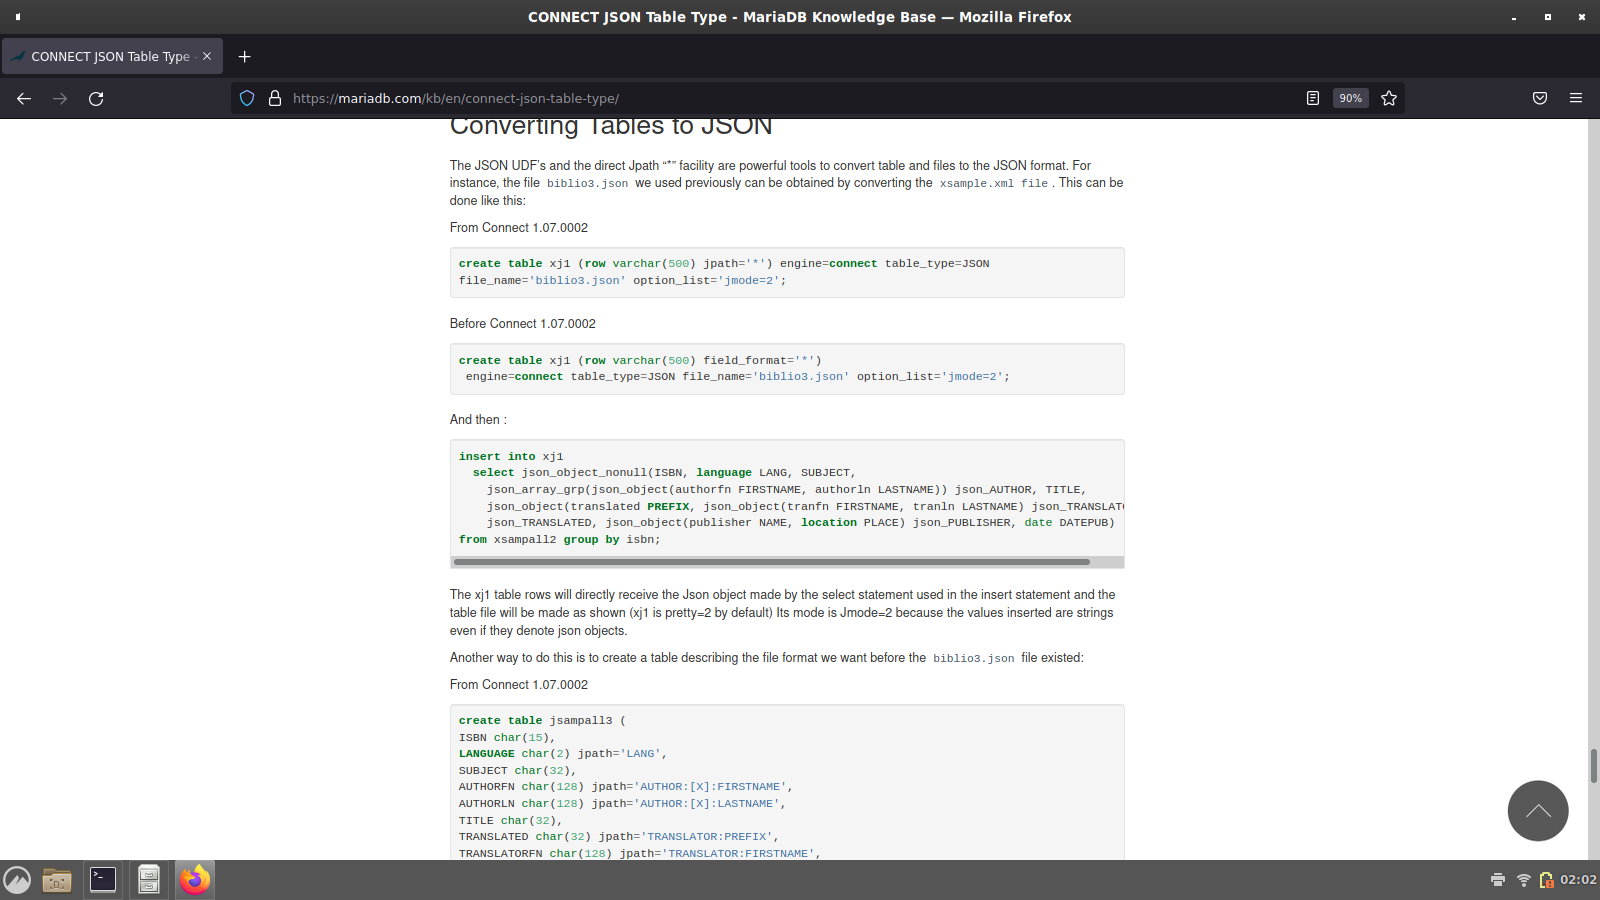 CONNECT JSON Table Type - MariaDB Knowledge Base — Mozilla Firefox
CONNECT JSON Table Type -
https://mariadb.com/kb/en/connect-json-table-type/
90%
Converting Tables to JSON
The JSON UDF's and the direct Jpath “*” facility are powerful tools to convert table and files to the JSON format. For
instance, the file biblio3.json we used previously can be obtained by converting the xsample.xml file . This can be
done like this:
From Connect 1.07.0002
create table xj1 (row varchar(500) jpath='*') engine=connect table_type=JSON
file_name='biblio3.json' option_list='jmode=2';
Before Connect 1.07.0002
create table xj1 (row varchar(500) field_format='*')
engine=connect table_type=JSON file_name='biblio3.json' option_list='jmode=2';
And then :
insert into xj1
select json_object_nonull(ISBN, language LANG, SUBJECT,
json_array_grp(json_object(authorfn FIRSTNAME, authorln LASTNAME)) json_AUTHOR, TITLE,
json_object(translated PREFIX, json_object(tranfn FIRSTNAME, tranln LASTNAME) json_TRANSLAT
json_TRANSLATED, json_object(publisher NAME, location PLACE) json_PUBLISHER, date DATEPUB)
from xsampall2 group by isbn;
The xj1 table rows will directly receive the Json object made by the select statement used in the insert statement and the
table file will be made as shown (xj1 is pretty=2 by default) Its mode is Jmode=2 because the values inserted are strings
even if they denote json objects.
Another way to do this is to create a table describing the file format we want before the biblio3.json file existed:
From Connect 1.07.0002
create table jsampall3 (
ISBN char(15),
LANGUAGE char(2) jpath='LANG',
SUBJECT char(32),
AUTHORFN char(128) jpath='AUTHOR:[X]:FIRSTNAME',
AUTHORLN char(128) jpath='AUTHOR:[X]:LASTNAME',
TITLE char(32),
TRANSLATED char(32) jpath='TRANSLATOR:PREFIX',
TRANSLATORFN char(128) jpath='TRANSLATOR:FIRSTNAME',
02:02